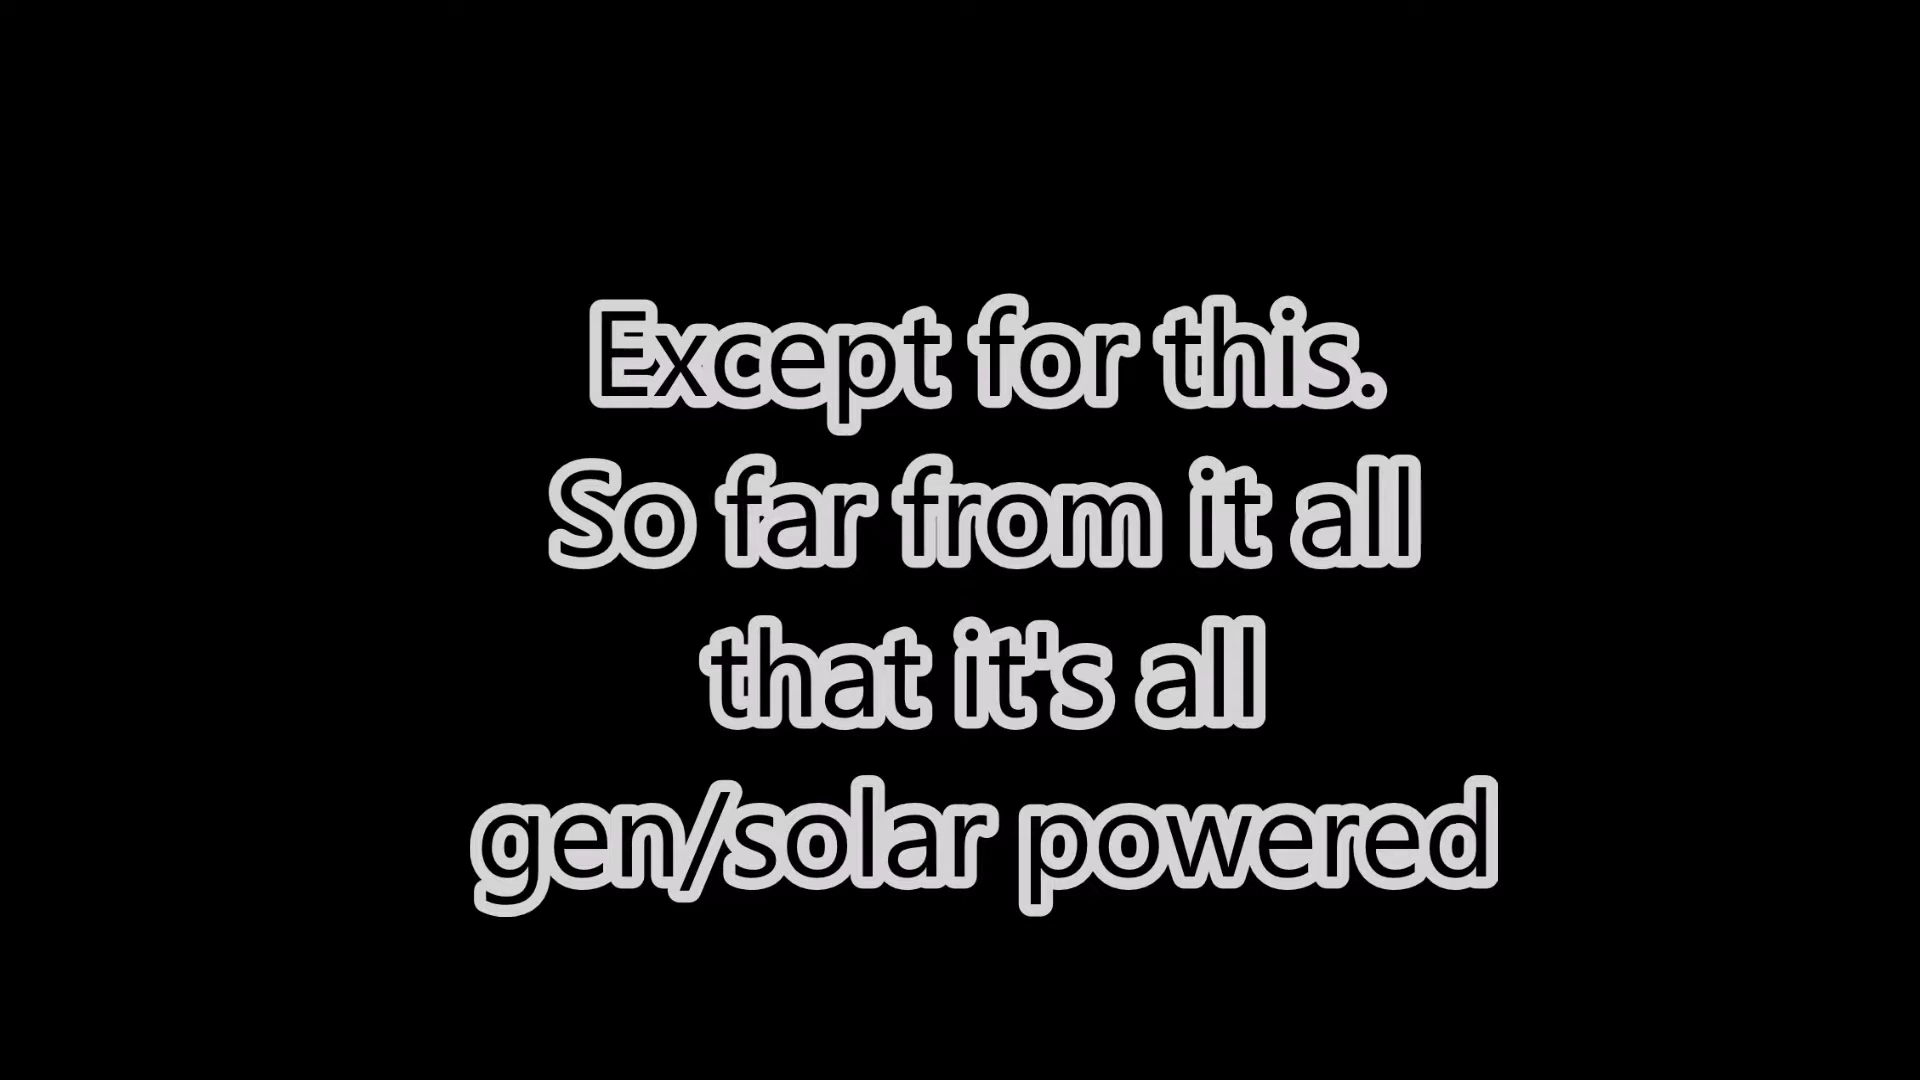 Except for this.
So far from it all
that it's all
gen/solar powered